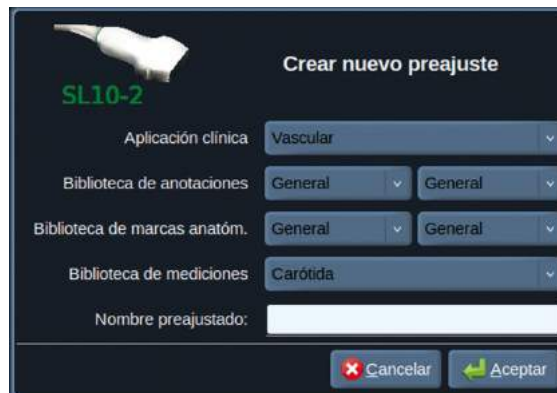 Crear nuevo preajuste
SL10-2
Aplicación clínica Vascular
Biblioteca de anotaciones General General
Biblioteca de marcas anatóm. General General
Biblioteca de mediciones Carótida
Nombre preajustado:
Cancelar Aceptar